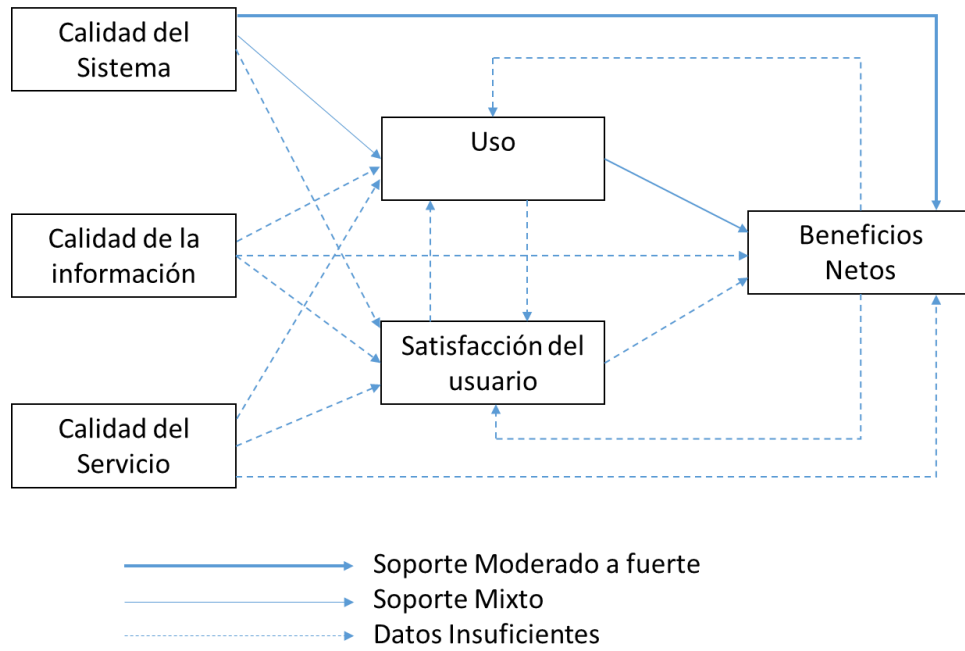 Calidad del
Sistema
Uso
Calidad de la
información
Beneficios
Netos
Satisfacción del
usuario
Calidad del
Servicio
Soporte Moderado a fuerte
Soporte Mixto
Datos Insuficientes